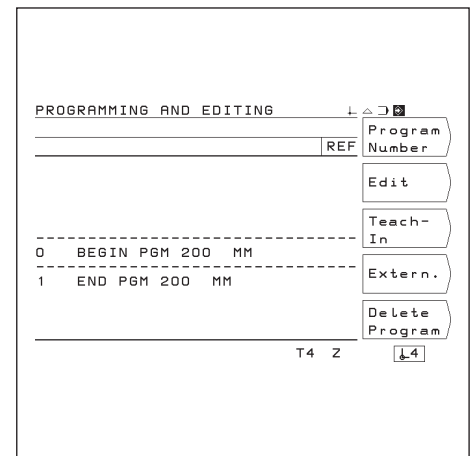 PROGRAMMING AND EDITING
REF
Program
Number
Edit
Teach-
In
0 BEGIN PGM 200 MM
1 END PGM 200 MM
Extern.
Delete
Program
T4 Z 4